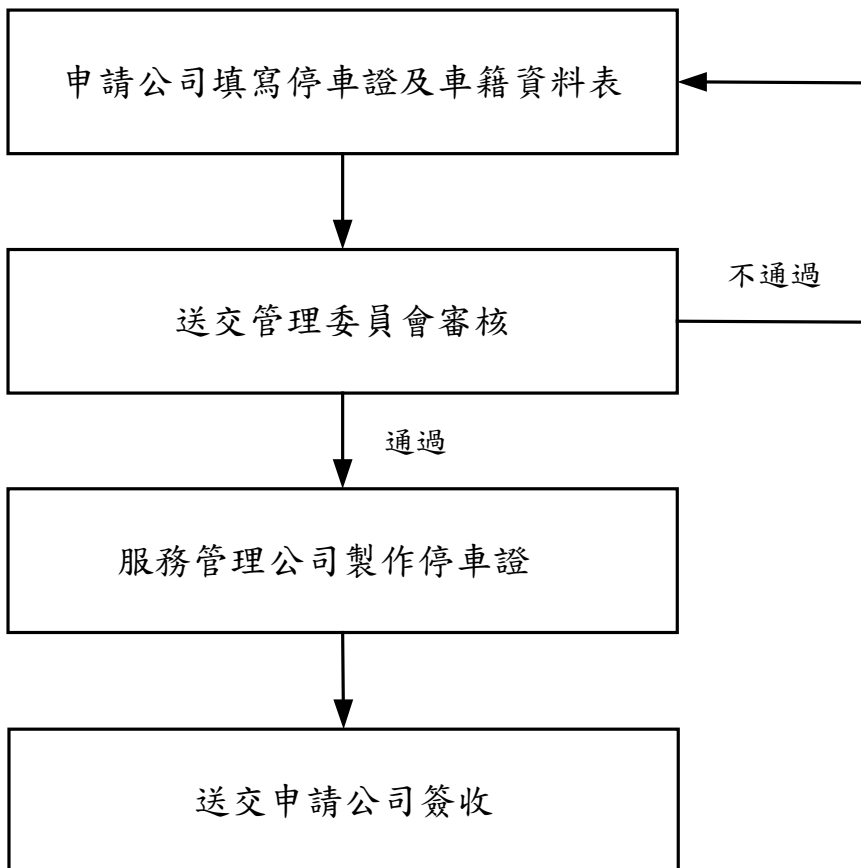 申請公司填寫停車證及車籍資料表
送交管理委員會審核
不通過
通過
服務管理公司製作停車證
送交申請公司簽收